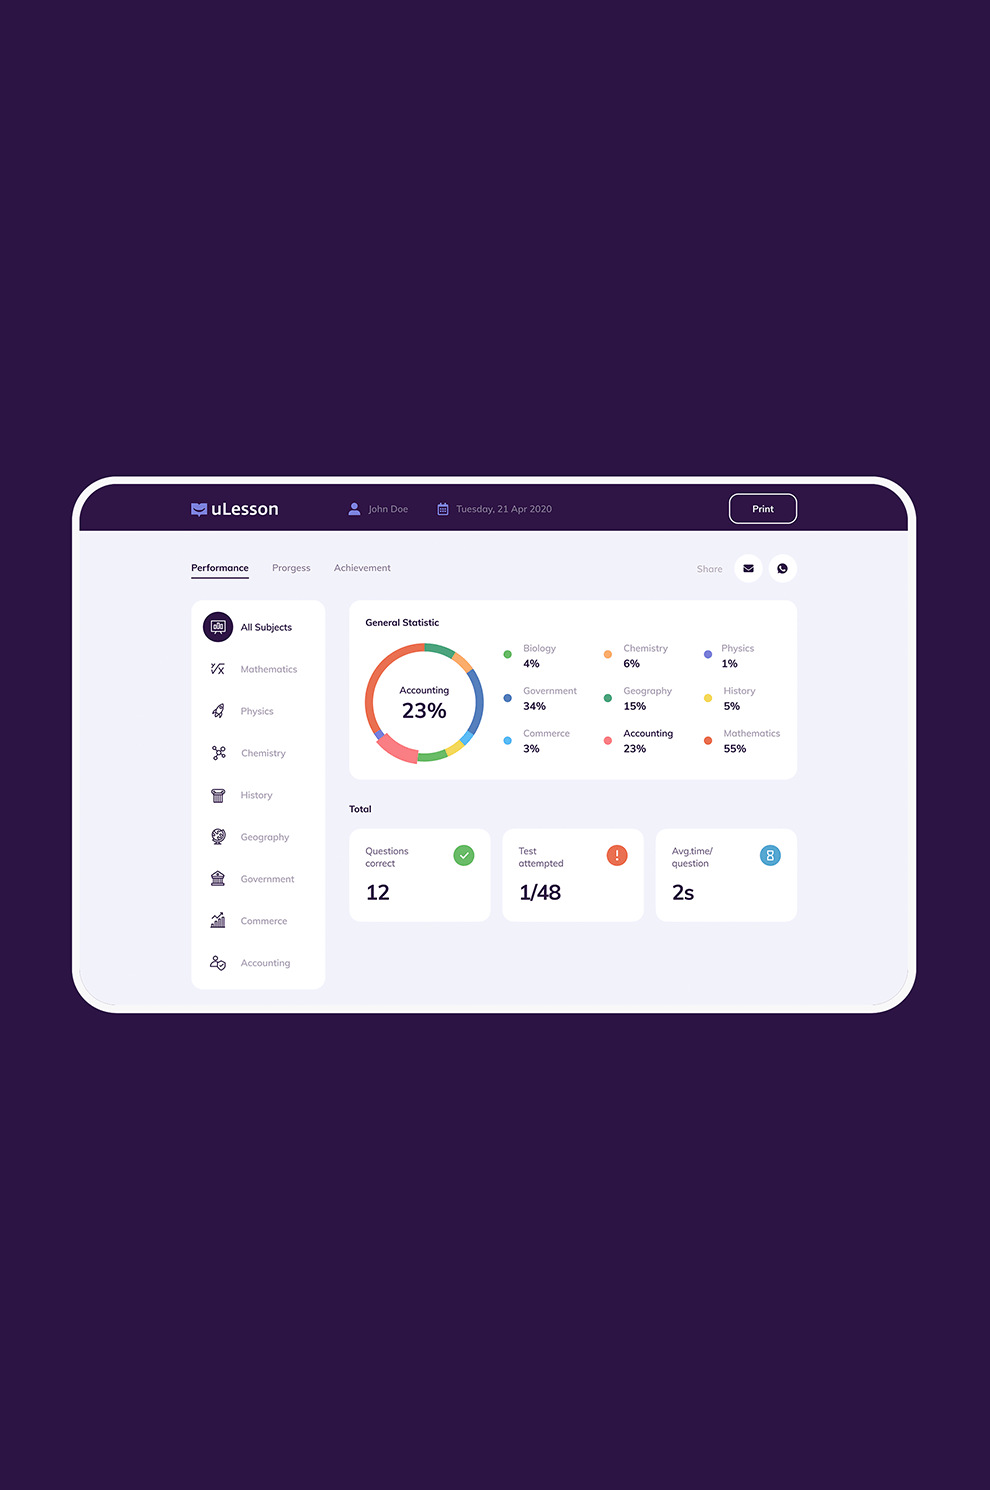 uLesson
John Doe
Tuesday, 21 Apr 2020
Print
Performance
Prorgess
Achievement
Share
All Subjects
Mathematics
Physics
Chemistry
History
Geography
Government
Commerce
Accounting
General Statistic
Accounting
23%
Biology
4%
Chemistry
6%
Physics
1%
Government
34%
Geography
15%
History
5%
Commerce
3%
Accounting
23%
Mathematics
55%
Total
Questions
correct
12
Test
attempted
1/48
Avg.time/
question
2s